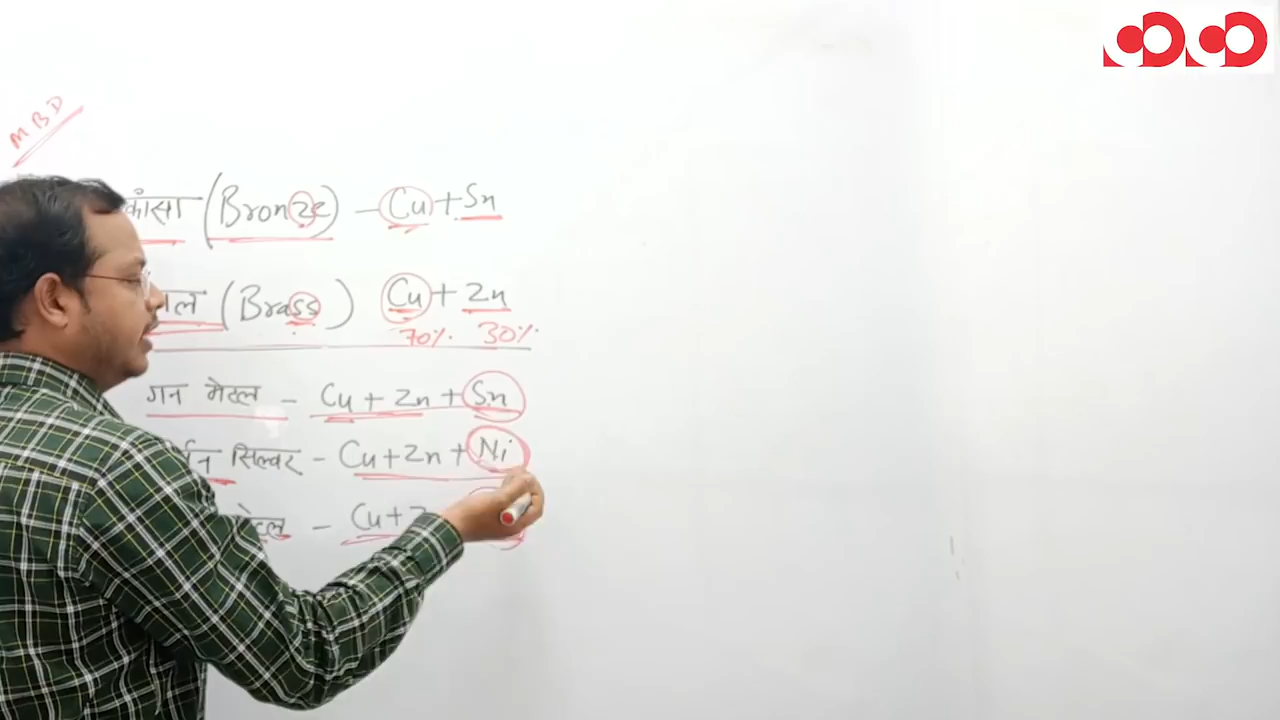 MBD
कांसा (Bronze) - Cu + Sn
(Brass) Cu + Zn
70% 30%
गन मेटल - Cu + Zn + Sn
सिल्वर - Cu + Zn + Ni
मेटल - Cu +